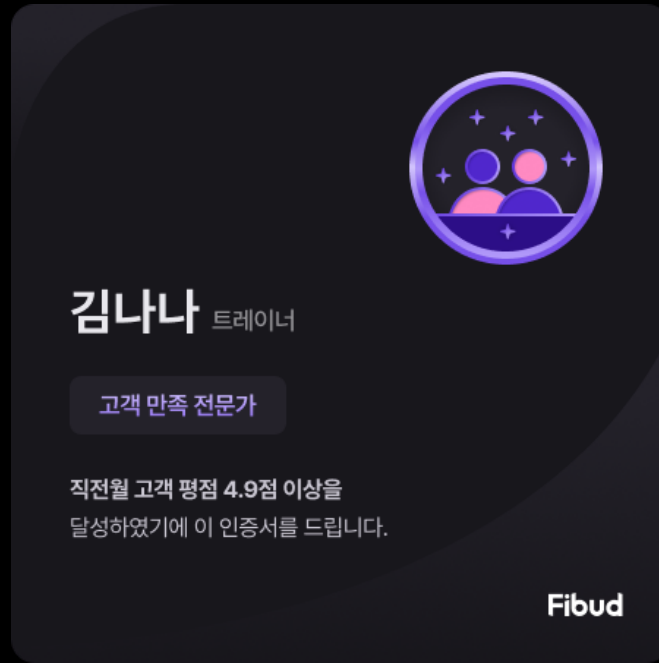 김나나 트레이너
고객 만족 전문가
직전월 고객 평점 4.9점 이상을
달성하였기에 이 인증서를 드립니다.
Fibud